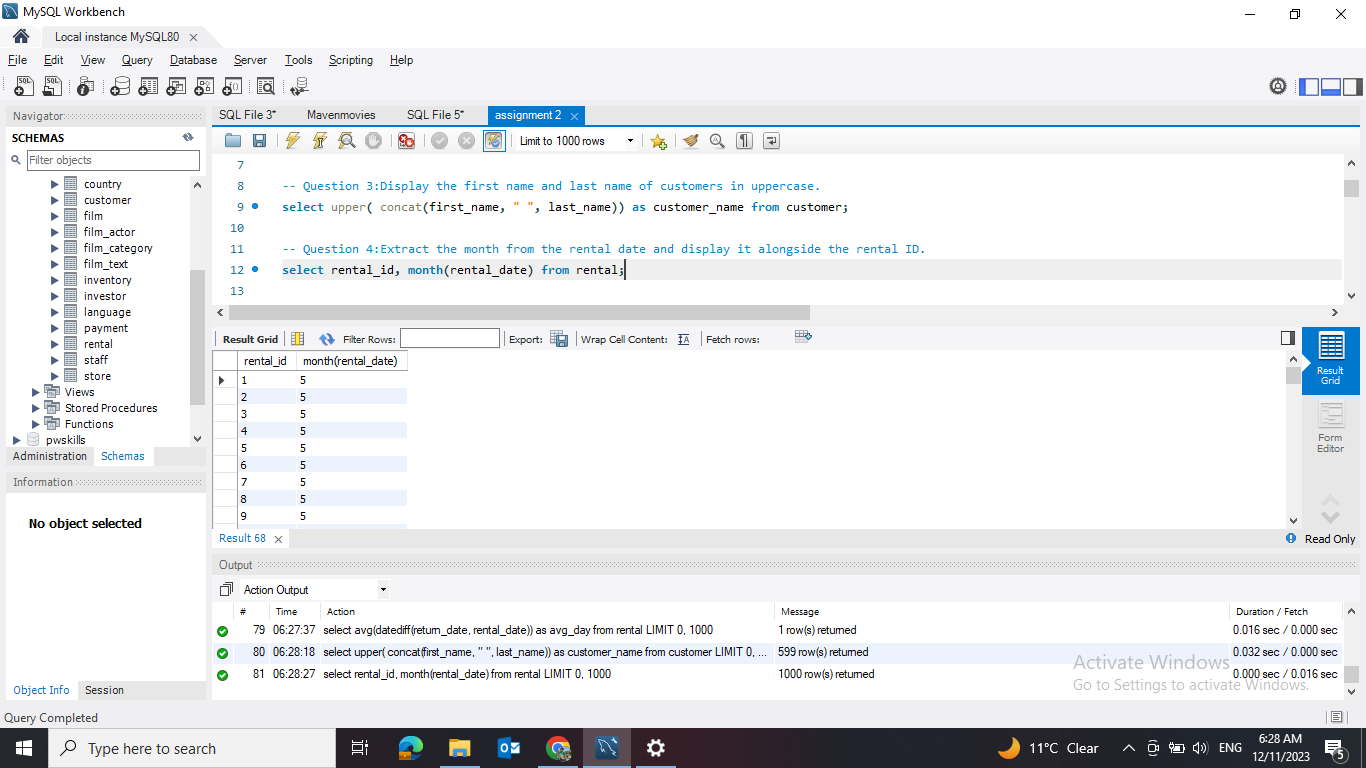 MySQL Workbench
Local instance MySQL80
File Edit View Query Database Server Tools Scripting Help
Navigator
SCHEMAS
Filter objects
country
customer
film
film_actor
film_category
film_text
inventory
investor
language
payment
rental
staff
store
Views
Stored Procedures
Functions
pwskills
Administration Schemas
Information
No object selected
Object Info Session
SQL File 3* Mavenmovies SQL File 5* assignment 2
Limit to 1000 rows
7
8 -- Question 3:Display the first name and last name of customers in uppercase.
9 select upper( concat(first_name, " ", last_name)) as customer_name from customer;
10
11 -- Question 4:Extract the month from the rental date and display it alongside the rental ID.
12 select rental_id, month(rental_date) from rental;
13
Result Grid Filter Rows: Export: Wrap Cell Content: Fetch rows:
rental_id month(rental_date)
1 5
2 5
3 5
4 5
5 5
6 5
7 5
8 5
9 5
Result Grid
Form Editor
Result 68 Read Only
Output
Action Output
# Time Action Message Duration / Fetch
79 06:27:37 select avg(datediff(return_date, rental_date)) as avg_day from rental LIMIT 0, 1000 1 row(s) returned 0.016 sec / 0.000 sec
80 06:28:18 select upper( concat(first_name, " ", last_name)) as customer_name from customer LIMIT 0, ... 599 row(s) returned 0.032 sec / 0.000 sec
81 06:28:27 select rental_id, month(rental_date) from rental LIMIT 0, 1000 1000 row(s) returned 0.000 sec / 0.016 sec
Activate Windows
Go to Settings to activate Windows.
Query Completed
Type here to search
11°C Clear
ENG
6:28 AM
12/11/2023
5